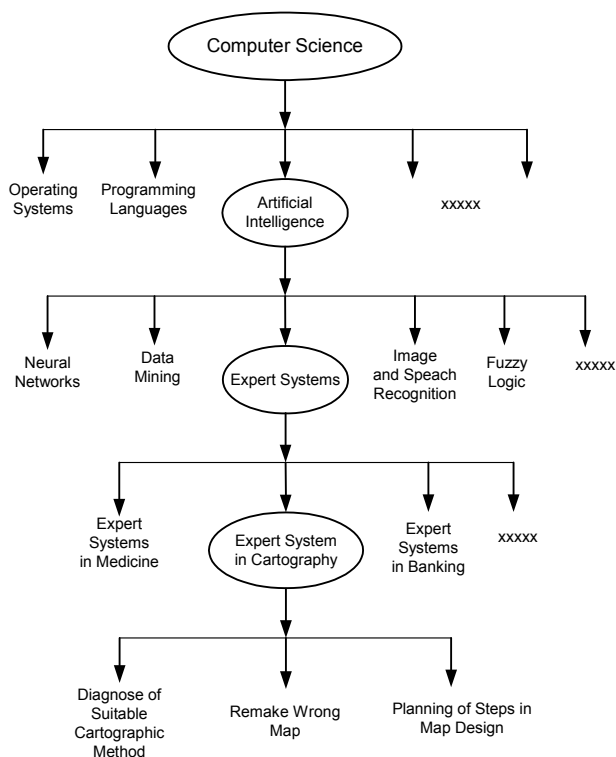 Computer Science
Operating
Systems
Programming
Languages
Artificial
Intelligence
xxxxx
Neural
Networks
Data
Mining
Expert Systems
Image
and Speach
Recognition
Fuzzy
Logic
xxxxx
Expert
Systems
in Medicine
Expert System
in Cartography
Expert
Systems
in Banking
xxxxx
Diagnose of
Suitable
Cartographic
Method
Remake Wrong
Map
Planning of Steps in
Map Design